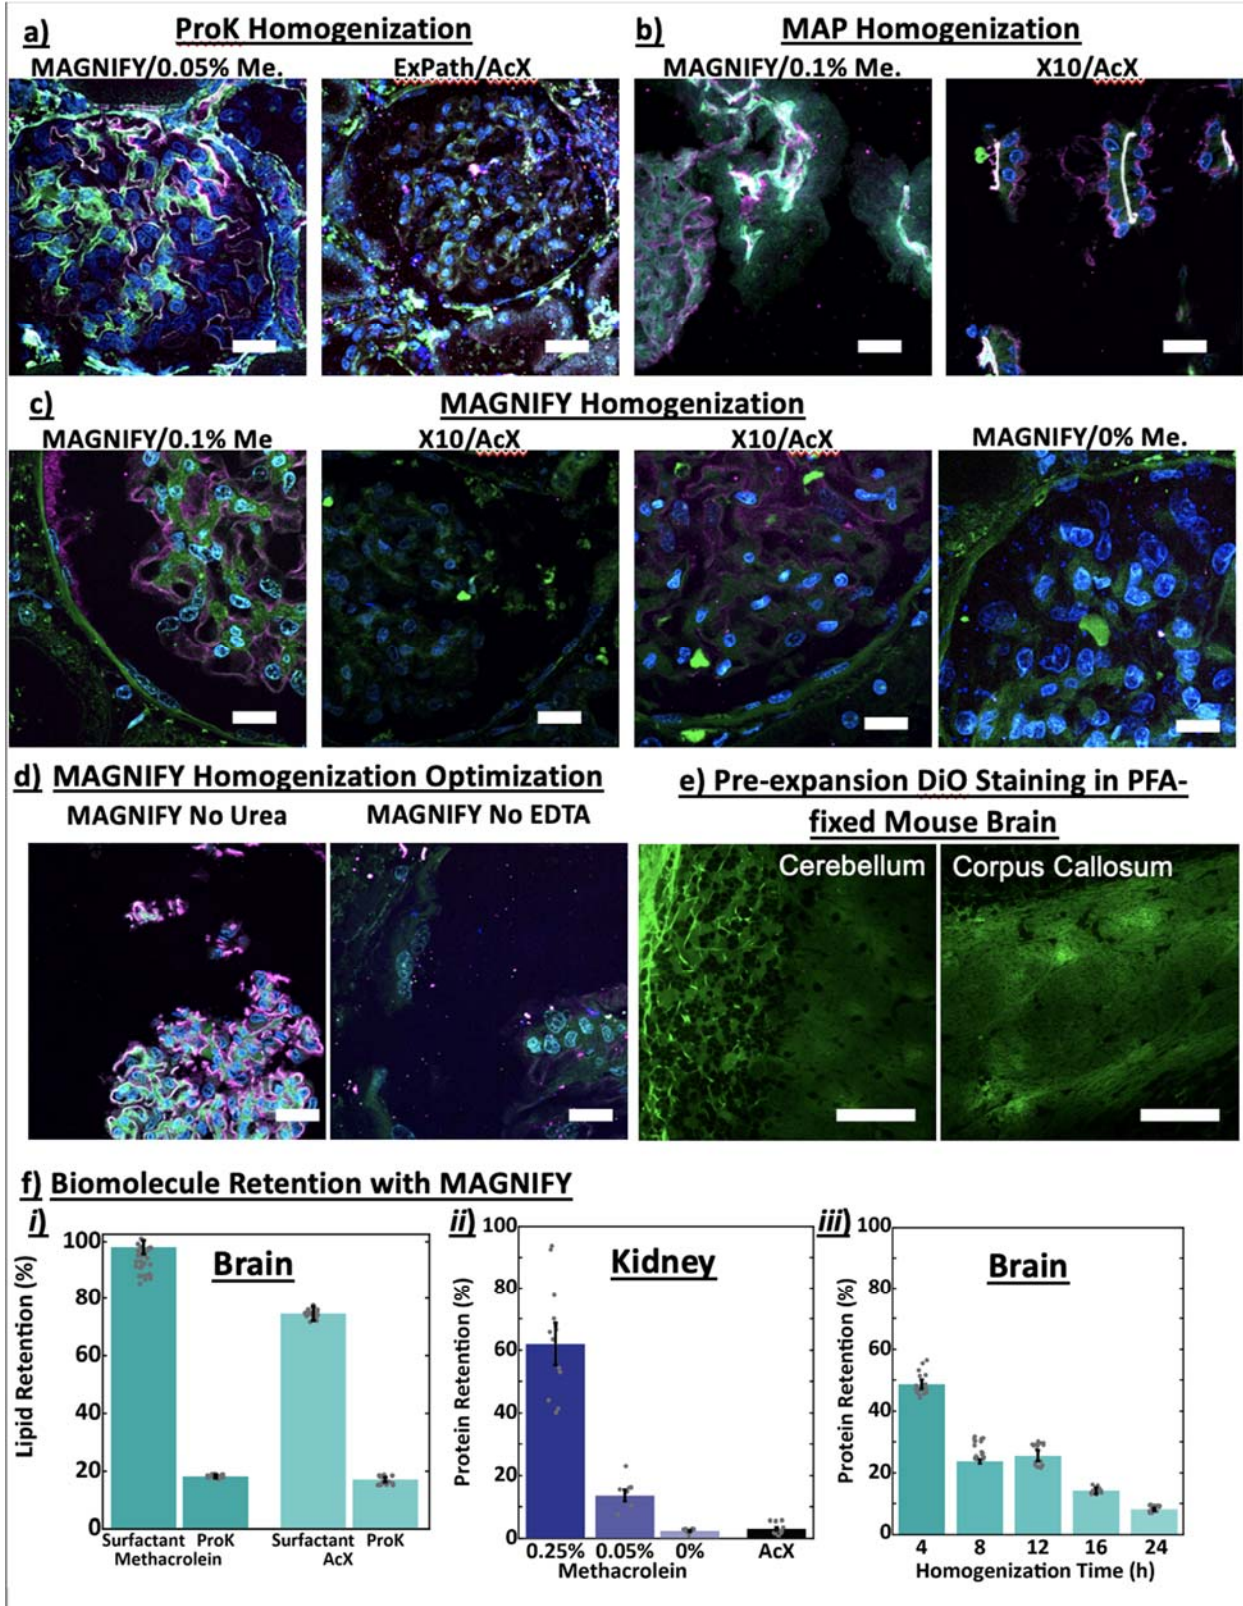 a) ProK Homogenization
MAGNIFY/0.05% Me. ExPath/AcX
b) MAP Homogenization
MAGNIFY/0.1% Me. X10/AcX
c) MAGNIFY Homogenization
MAGNIFY/0.1% Me X10/AcX X10/AcX MAGNIFY/0% Me.
d) MAGNIFY Homogenization Optimization
MAGNIFY No Urea MAGNIFY No EDTA
e) Pre-expansion DiO Staining in PFA-
fixed Mouse Brain
Cerebellum Corpus Callosum
f) Biomolecule Retention with MAGNIFY
i)
Brain
Lipid Retention (%)
100
80
60
40
20
0
Surfactant ProK Surfactant ProK
Methacrolein AcX
ii)
Kidney
Protein Retention (%)
100
80
60
40
20
0
0.25% 0.05% 0% AcX
Methacrolein
iii)
Brain
Protein Retention (%)
100
80
60
40
20
0
4 8 12 16 24
Homogenization Time (h)